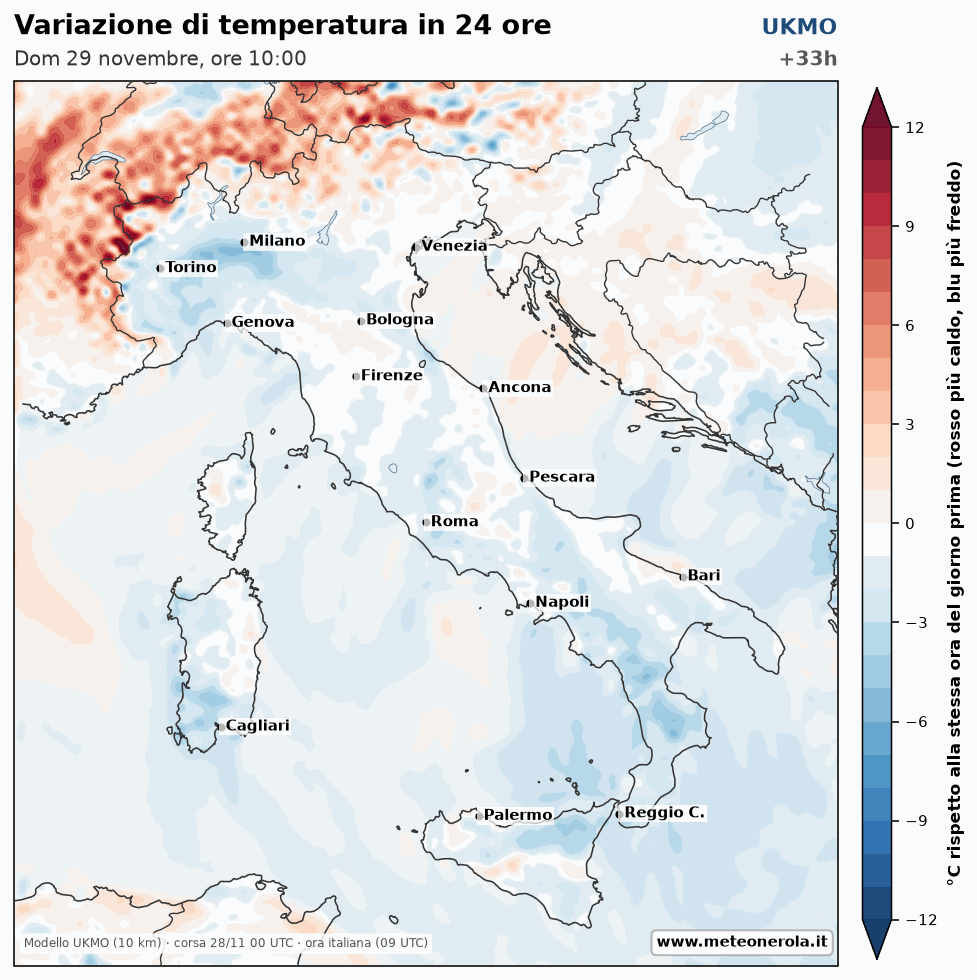 Variazione di temperatura in 24 ore
UKMO
Dom 29 novembre, ore 10:00
+33h
Milano
Venezia
Torino
Genova
Bologna
Firenze
Ancona
Pescara
Roma
Bari
Napoli
Cagliari
Palermo
Reggio C.
12
9
6
3
0
−3
−6
−9
−12
°C rispetto alla stessa ora del giorno prima (rosso più caldo, blu più freddo)
Modello UKMO (10 km) · corsa 28/11 00 UTC · ora italiana (09 UTC)
www.meteonerola.it